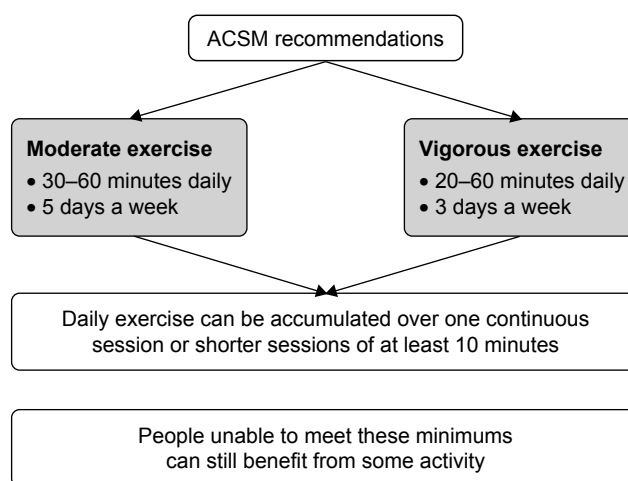 ACSM recommendations
Moderate exercise
• 30–60 minutes daily
• 5 days a week
Vigorous exercise
• 20–60 minutes daily
• 3 days a week
Daily exercise can be accumulated over one continuous
session or shorter sessions of at least 10 minutes
People unable to meet these minimums
can still benefit from some activity